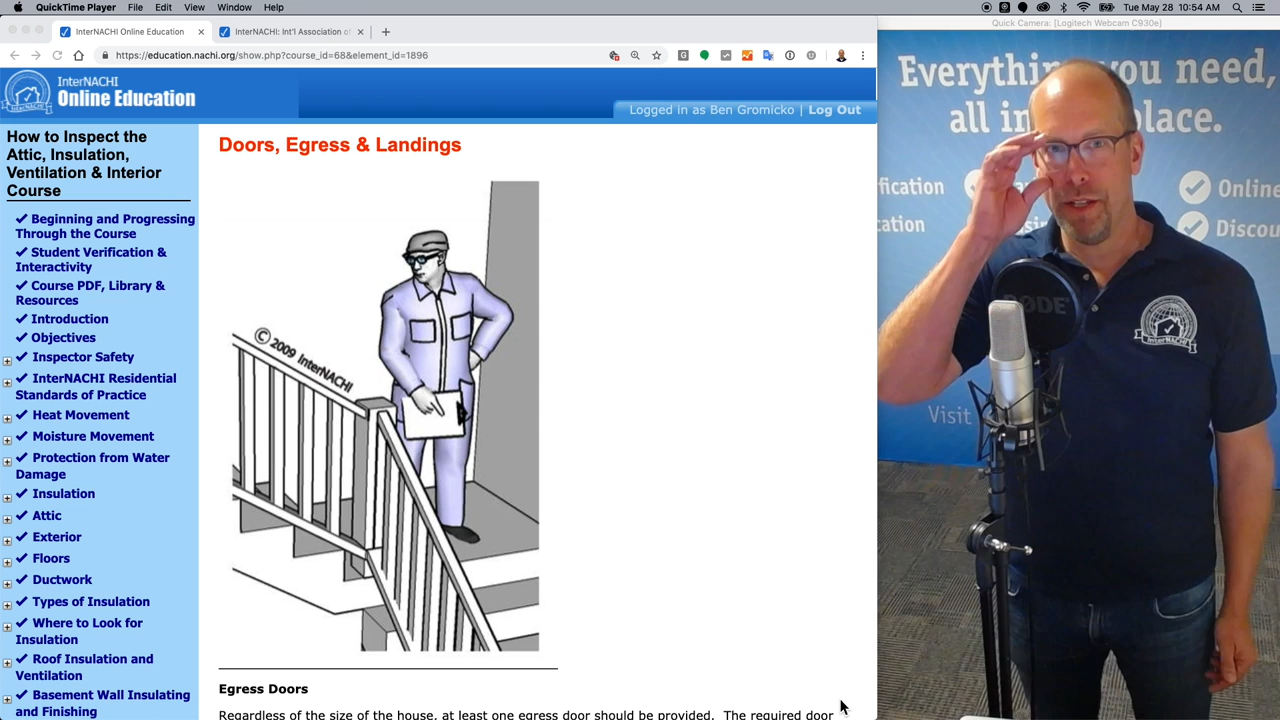 QuickTime Player File Edit View Window Help
Tue May 28 10:54 AM
Quick Camera: [Logitech Webcam C930e]
InterNACHI Online Education
InterNACHI: Int'l Association o
https://education.nachi.org/show.php?course_id=68&element_id=1896
InterNACHI
Online Education
Logged in as Ben Gromicko | Log Out
How to Inspect the
Attic, Insulation,
Ventilation & Interior
Course
Beginning and Progressing
Through the Course
Student Verification &
Interactivity
Course PDF, Library &
Resources
Introduction
Objectives
Inspector Safety
InterNACHI Residential
Standards of Practice
Heat Movement
Moisture Movement
Protection from Water
Damage
Insulation
Attic
Exterior
Floors
Ductwork
Types of Insulation
Where to Look for
Insulation
Roof Insulation and
Ventilation
Basement Wall Insulating
and Finishing
Doors, Egress & Landings
© 2009 InterNACHI
Egress Doors
Regardless of the size of the house, at least one egress door should be provided. The required door
Everything you need,
all in place.
Online
Disco
Visit
RØDE
InterNACHI